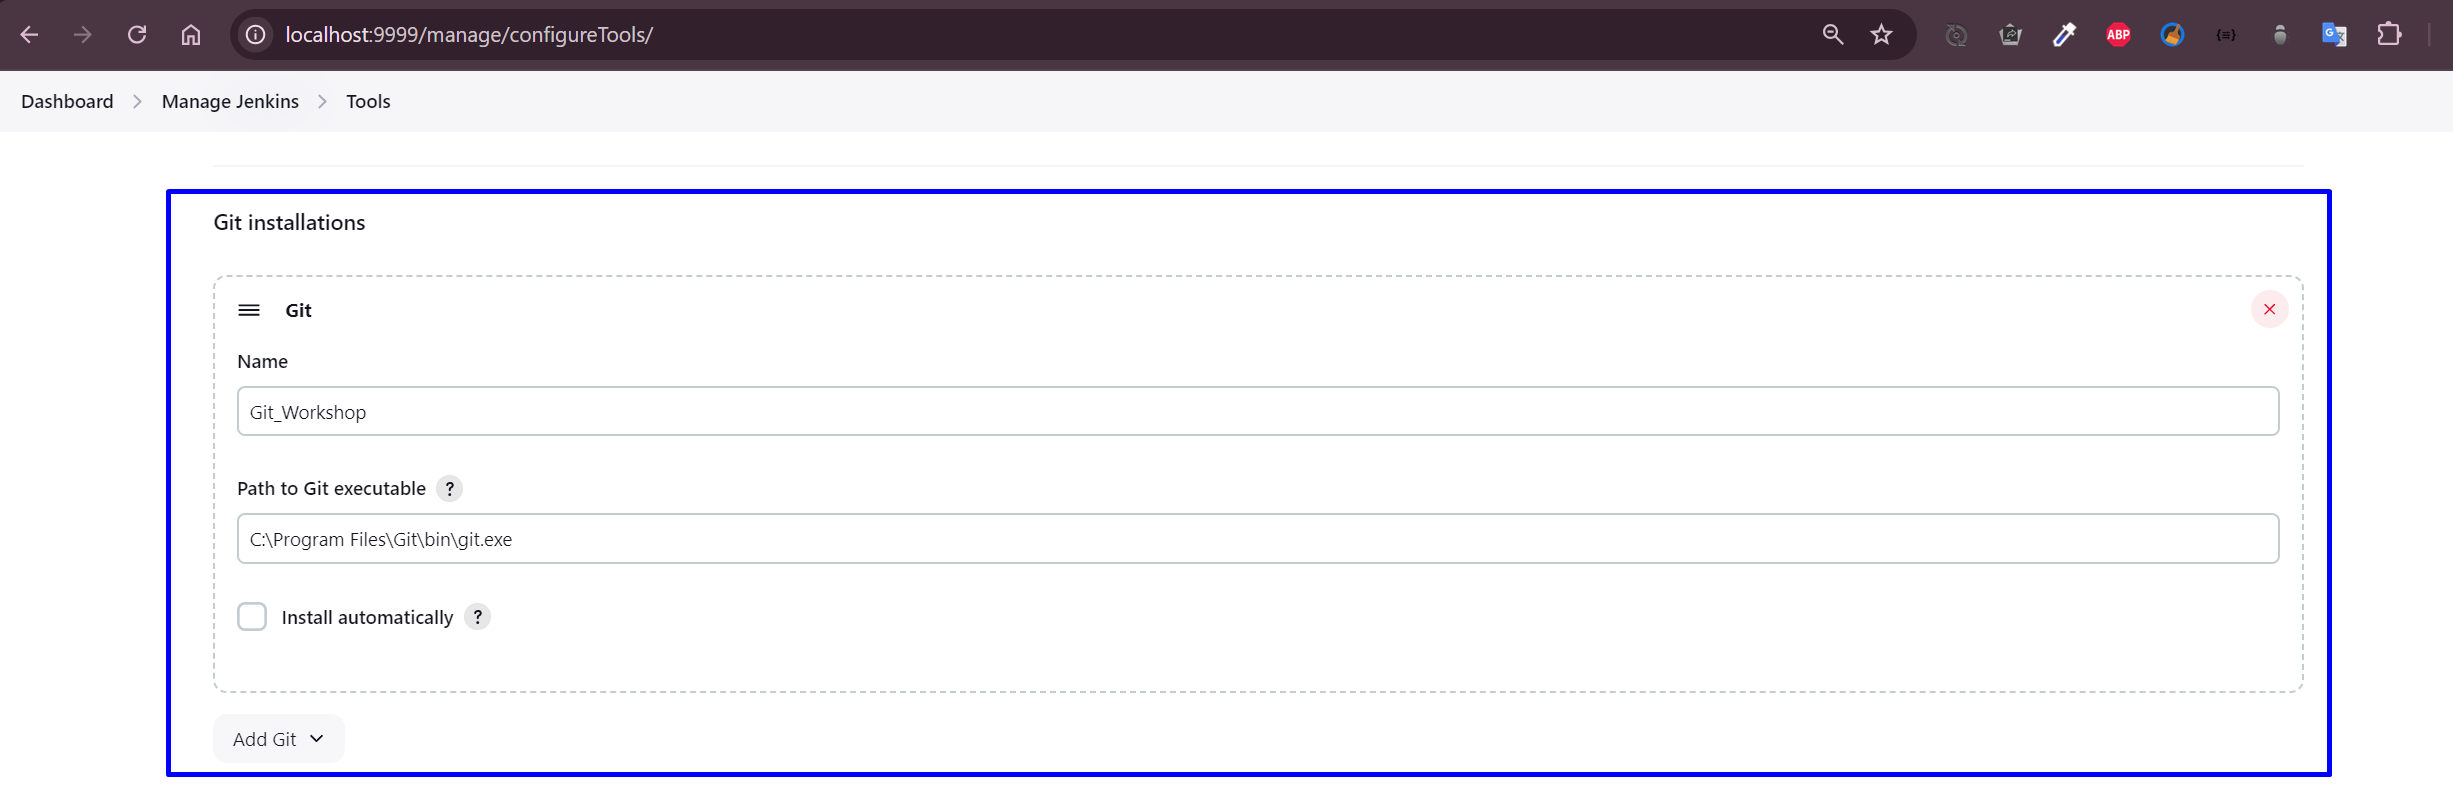 localhost:9999/manage/configureTools/
ABP
Dashboard > Manage Jenkins > Tools
Git installations
Git
Name
Git_Workshop
Path to Git executable ?
C:\Program Files\Git\bin\git.exe
Install automatically ?
Add Git